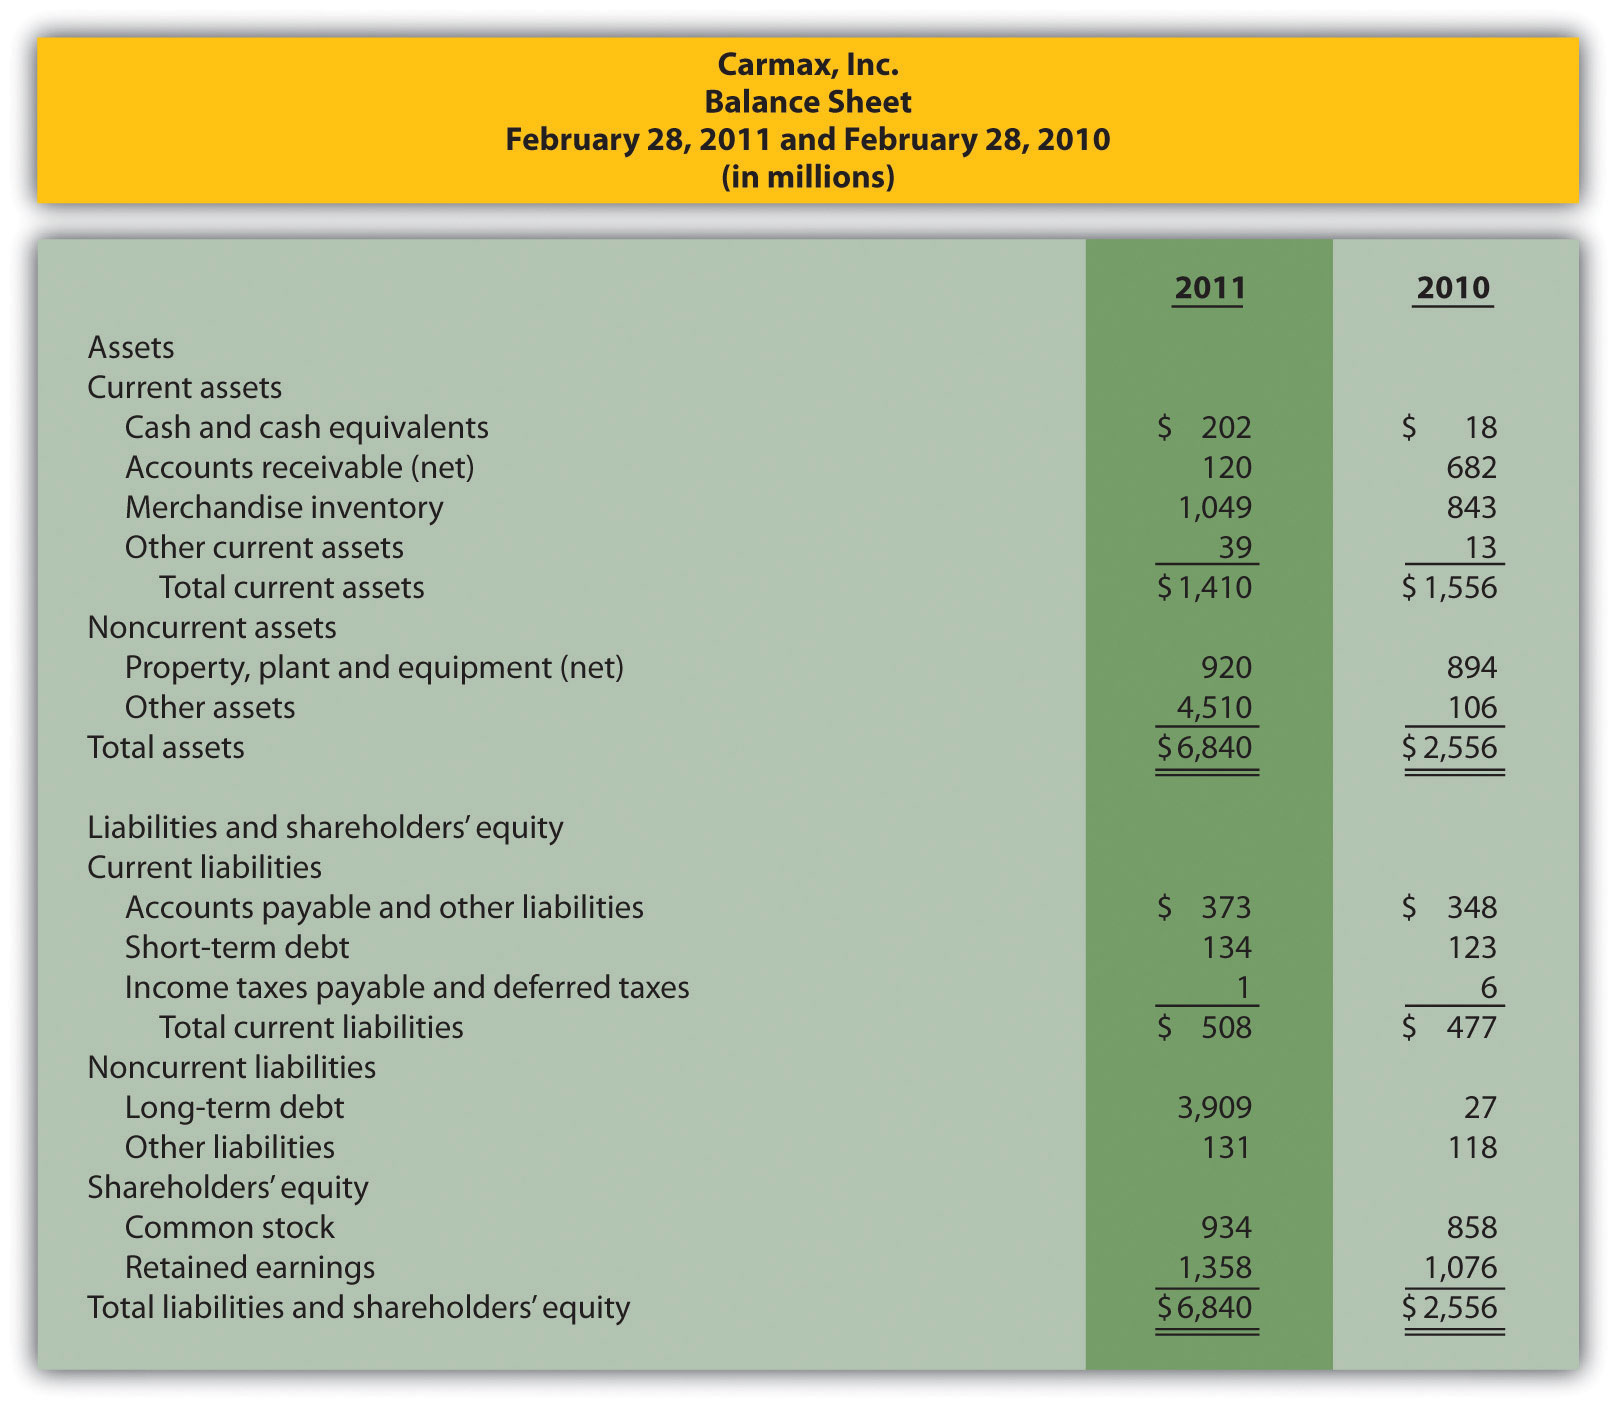 Carmax, Inc.
Balance Sheet
February 28, 2011 and February 28, 2010
(in millions)
2011 2010
Assets
Current assets
Cash and cash equivalents $ 202 $ 18
Accounts receivable (net) 120 682
Merchandise inventory 1,049 843
Other current assets 39 13
Total current assets $1,410 $1,556
Noncurrent assets
Property, plant and equipment (net) 920 894
Other assets 4,510 106
Total assets $6,840 $2,556
Liabilities and shareholders’ equity
Current liabilities
Accounts payable and other liabilities $ 373 $ 348
Short-term debt 134 123
Income taxes payable and deferred taxes 1 6
Total current liabilities $ 508 $ 477
Noncurrent liabilities
Long-term debt 3,909 27
Other liabilities 131 118
Shareholders’ equity
Common stock 934 858
Retained earnings 1,358 1,076
Total liabilities and shareholders’ equity $6,840 $2,556